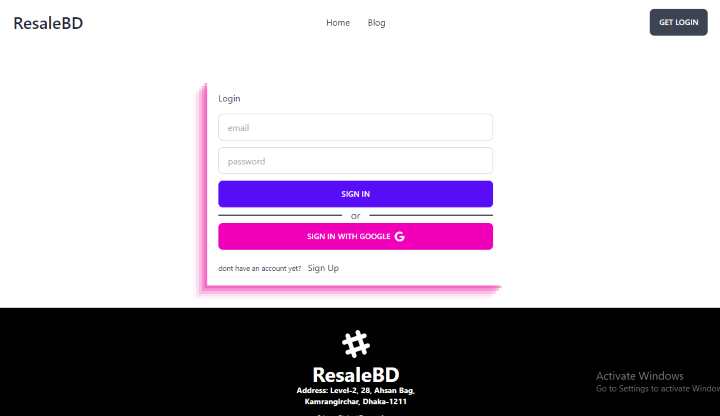 ResaleBD
Home
Blog
GET LOGIN
Login
email
password
SIGN IN
or
SIGN IN WITH GOOGLE
dont have an account yet? Sign Up
ResaleBD
Address: Level-2, 28, Ahsan Bag,
Kamrangirchar, Dhaka-1211
Activate Windows
Go to Settings to activate Window